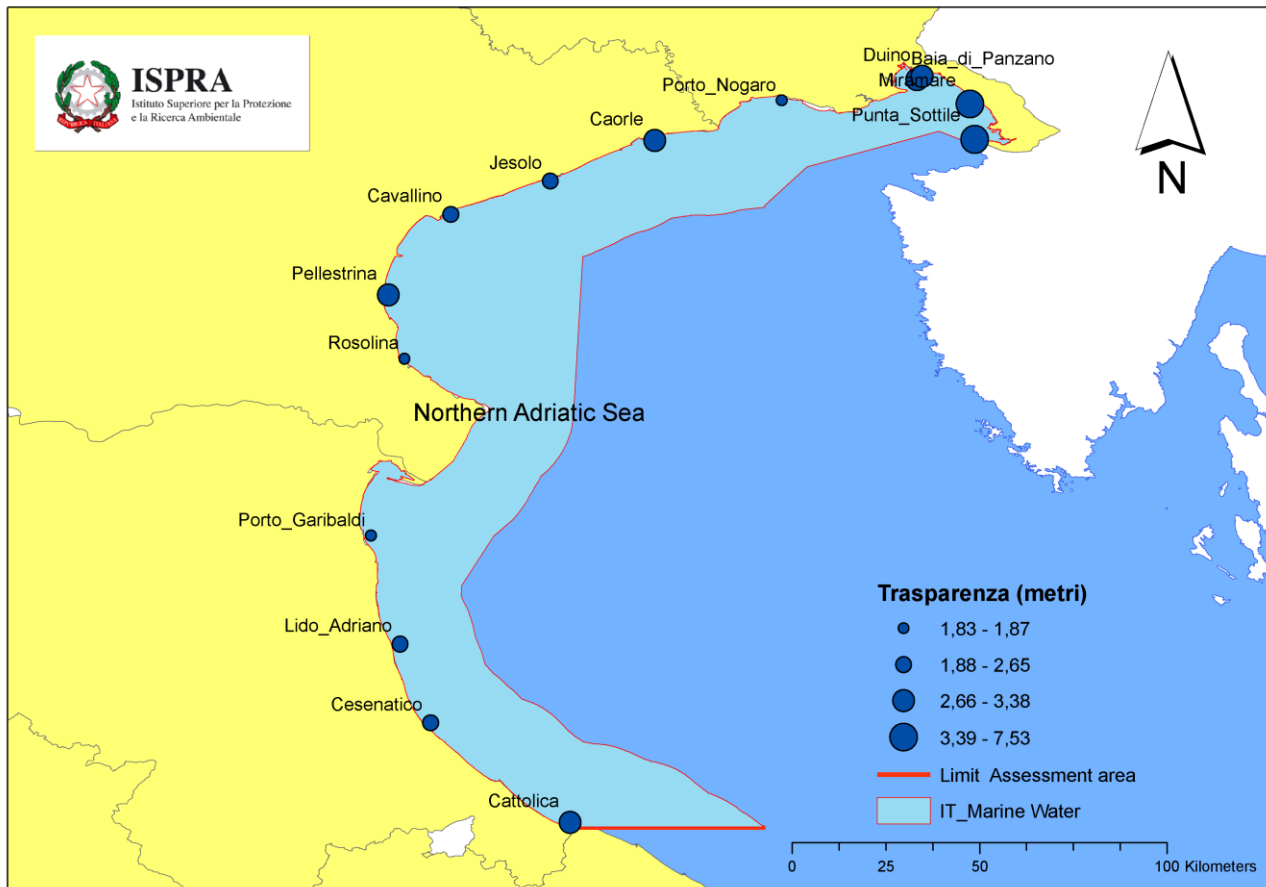 ISPRA
Istituto Superiore per la Protezione
e la Ricerca Ambientale
Duino
Baia_di_Panzano
Miramare
Porto_Nogaro
Punta_Sottile
Caorle
Jesolo
Cavallino
Pellestrina
Rosolina
Northern Adriatic Sea
Porto_Garibaldi
Lido_Adriano
Cesenatico
Cattolica
N
Trasparenza (metri)
1,83 - 1,87
1,88 - 2,65
2,66 - 3,38
3,39 - 7,53
Limit Assessment area
IT_Marine Water
0 25 50 100 Kilometers